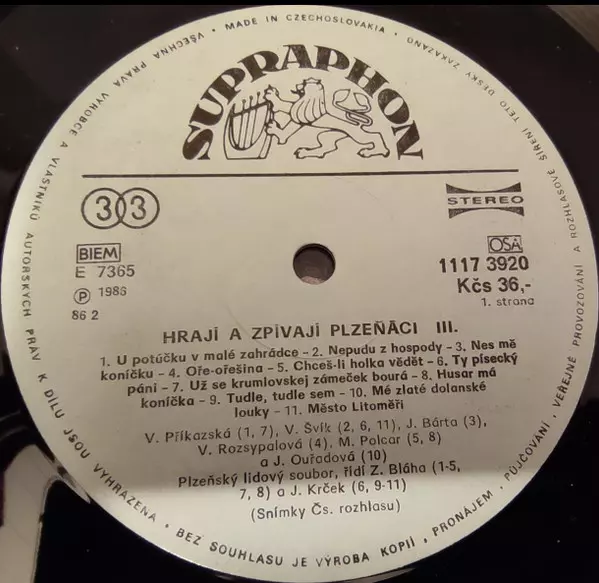 VŠECHNA PRÁVA VÝROBCE A VLASTNÍKŮ AUTORSKÝCH PRÁV K DÍLU JSOU VYHRAZENA • BEZ SOUHLASU JE VÝROBA KOPIÍ, PRONÁJEM, PŮJČOVÁNÍ, VEŘEJNÉ PROVOZOVÁNÍ A ROZHLASOVÉ ŠÍŘENÍ TÉTO DESKY ZAKÁZÁNO • MADE IN CZECHOSLOVAKIA •
SUPRAPHON
33
STEREO
BIEM
OSA
E 7365
1117 3920
Ⓟ 1986
Kčs 36,-
86 2
1. strana
HRAJÍ A ZPÍVAJÍ PLZEŇÁCI III.
1. U potúčku v malé zahrádce - 2. Nepudu z hospody - 3. Nes mě
koníčku - 4. Oře-ořešina - 5. Chceš-li holka vědět - 6. Ty písecký
páni - 7. Už se krumlovskej zámeček bourá - 8. Husar má
koníčka - 9. Tudle, tudle sem - 10. Mé zlaté dolanské
louky - 11. Město Litoměři
V. Příkazská (1, 7), V. Švík (2, 6, 11), J. Bárta (3),
V. Rozsypalová (4), M. Polcar (5, 8)
a J. Ouřadová (10)
Plzeňský lidový soubor, řídí Z. Bláha (1-5,
7, 8) a J. Krček (6, 9-11)
(Snímky Čs. rozhlasu)